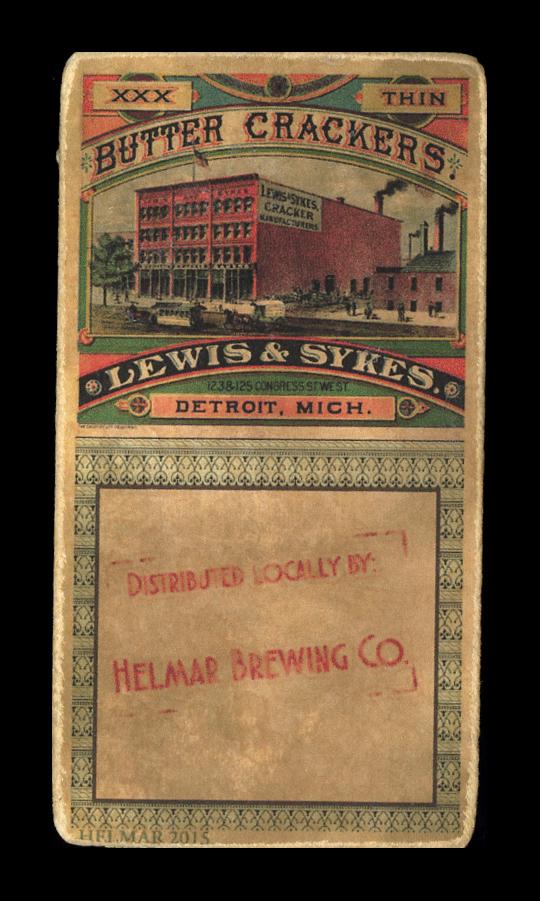 XXX THIN
BUTTER CRACKERS.
LEWIS & SYKES,
CRACKER
MANUFACTURERS
LEWIS & SYKES.
123 & 125 CONGRESS ST WEST
DETROIT, MICH.
DISTRIBUTED LOCALLY BY:
HELMAR BREWING CO.
HELMAR 2015